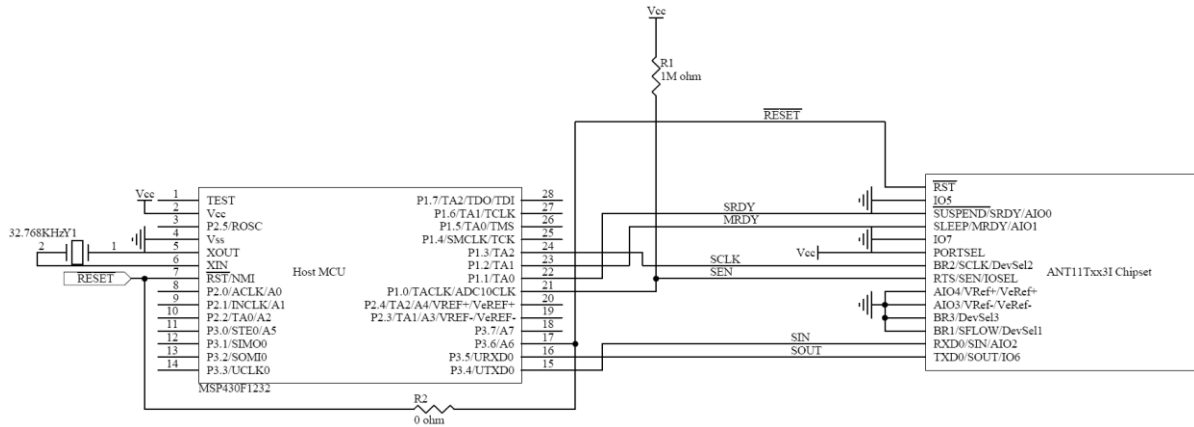 Vcc
R1
1M ohm
RESET
Vcc
1 TEST P1.7/TA2/TDO/TDI 28
2 Vcc P1.6/TA1/TCLK 27
3 P2.5/ROSC P1.5/TA0/TMS 26
4 Vss P1.4/SMCLK/TCK 25
5 XOUT P1.3/TA2 24
6 XIN P1.2/TA1 23
7 RST/NMI P1.1/TA0 22
8 P2.0/ACLK/A0 P1.0/TACLK/ADC10CLK 21
9 P2.1/INCLK/A1 P2.4/TA2/A4/VREF+/VeREF+ 20
10 P2.2/TA0/A2 P2.3/TA1/A3/VREF-/VeREF- 19
11 P3.0/STE0/A5 P3.7/A7 18
12 P3.1/SIMO0 P3.6/A6 17
13 P3.2/SOMI0 P3.5/URXD0 16
14 P3.3/UCLK0 P3.4/UTXD0 15
Host MCU
MSP430F1232
32.768KHzY1
2 1
RESET
R2
0 ohm
SRDY
MRDY
Vcc
SCLK
SEN
SIN
SOUT
RST
IO5
SUSPEND/SRDY/AIO0
SLEEP/MRDY/AIO1
IO7
PORTSEL
BR2/SCLK/DevSel2
RTS/SEN/IOSEL
AIO4/VRef+/VeRef+
AIO3/VRef-/VeRef-
BR3/DevSel3
BR1/SFLOW/DevSel1
RXD0/SIN/AIO2
TXD0/SOUT/IO6
ANT11Txx3I Chipset